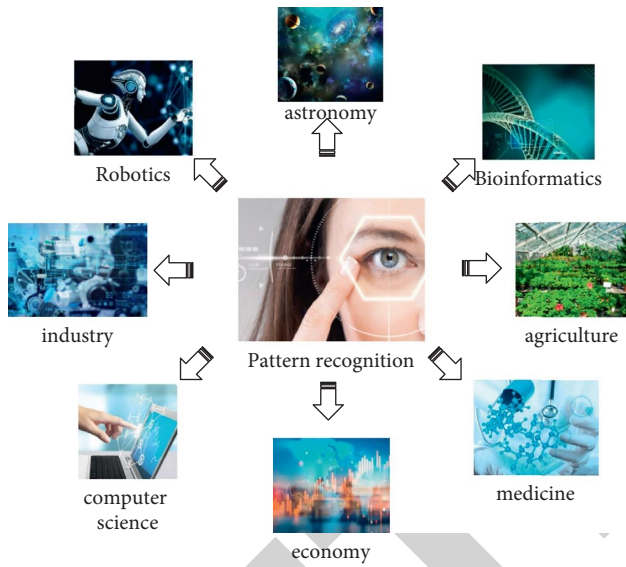 astronomy
Robotics
Bioinformatics
industry
Pattern recognition
agriculture
computer
science
medicine
economy